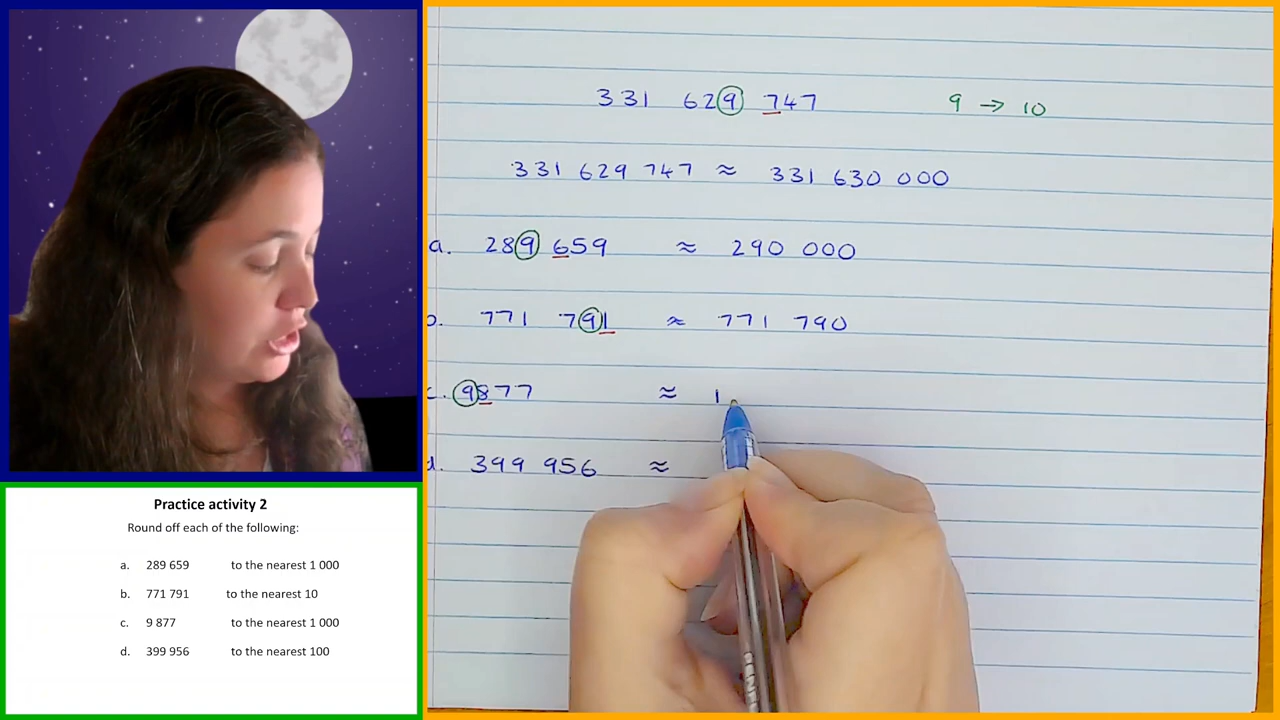 331 629 747 9 → 10
331 629 747 ≈ 331 630 000
a. 289 659 ≈ 290 000
b. 771 791 ≈ 771 790
c. 9877 ≈ 1
d. 399 956 ≈
Practice activity 2
Round off each of the following:
a. 289 659 to the nearest 1 000
b. 771 791 to the nearest 10
c. 9 877 to the nearest 1 000
d. 399 956 to the nearest 100